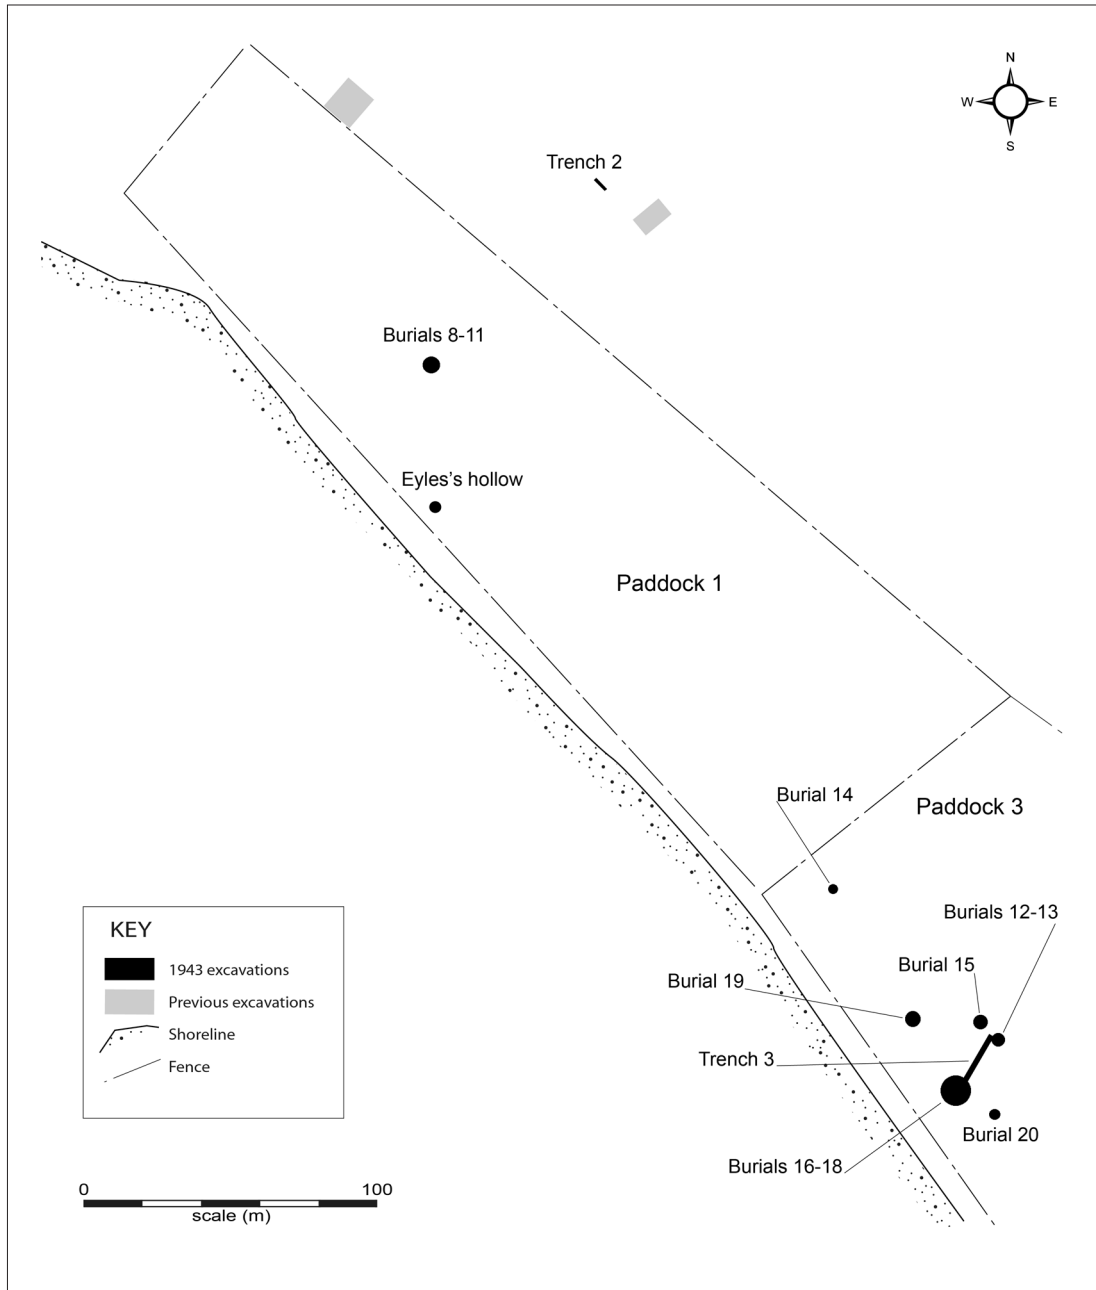 N
W E
S
Trench 2
Burials 8-11
Eyles's hollow
Paddock 1
Burial 14
Paddock 3
Burials 12-13
Burial 15
Burial 19
Trench 3
Burial 20
Burials 16-18
KEY
1943 excavations
Previous excavations
Shoreline
Fence
0 100
scale (m)